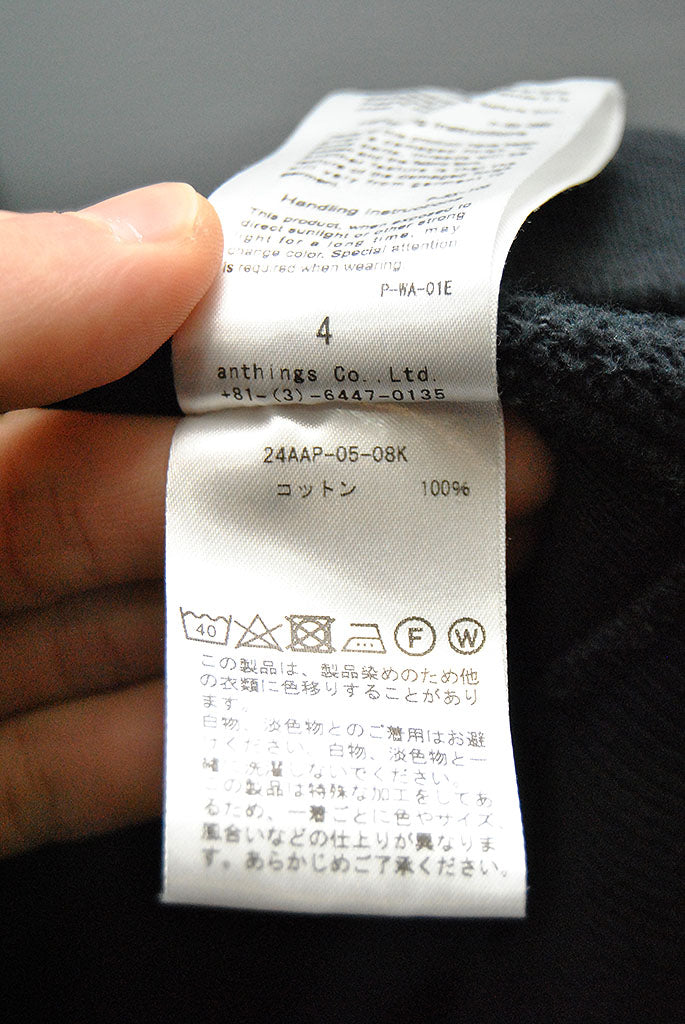 Handling Instructions
This product, when exposed to
direct sunlight or other strong
light for a long time, may
change color. Special attention
is required when wearing
P-WA-01E
4
anthings Co.,Ltd.
+81-(3)-6447-0135
24AAP-05-08K
コットン 100%
40 F W
この製品は、製品染めのため他
の衣類に色移りすることがあり
ます。
白物、淡色物とのご着用はお避
けください。白物、淡色物と一
緒に洗濯しないでください。
この製品は特殊な加工をしてあ
るため、一着ごとに色やサイズ、
風合いなどの仕上りが異なりま
す。あらかじめご了承ください。